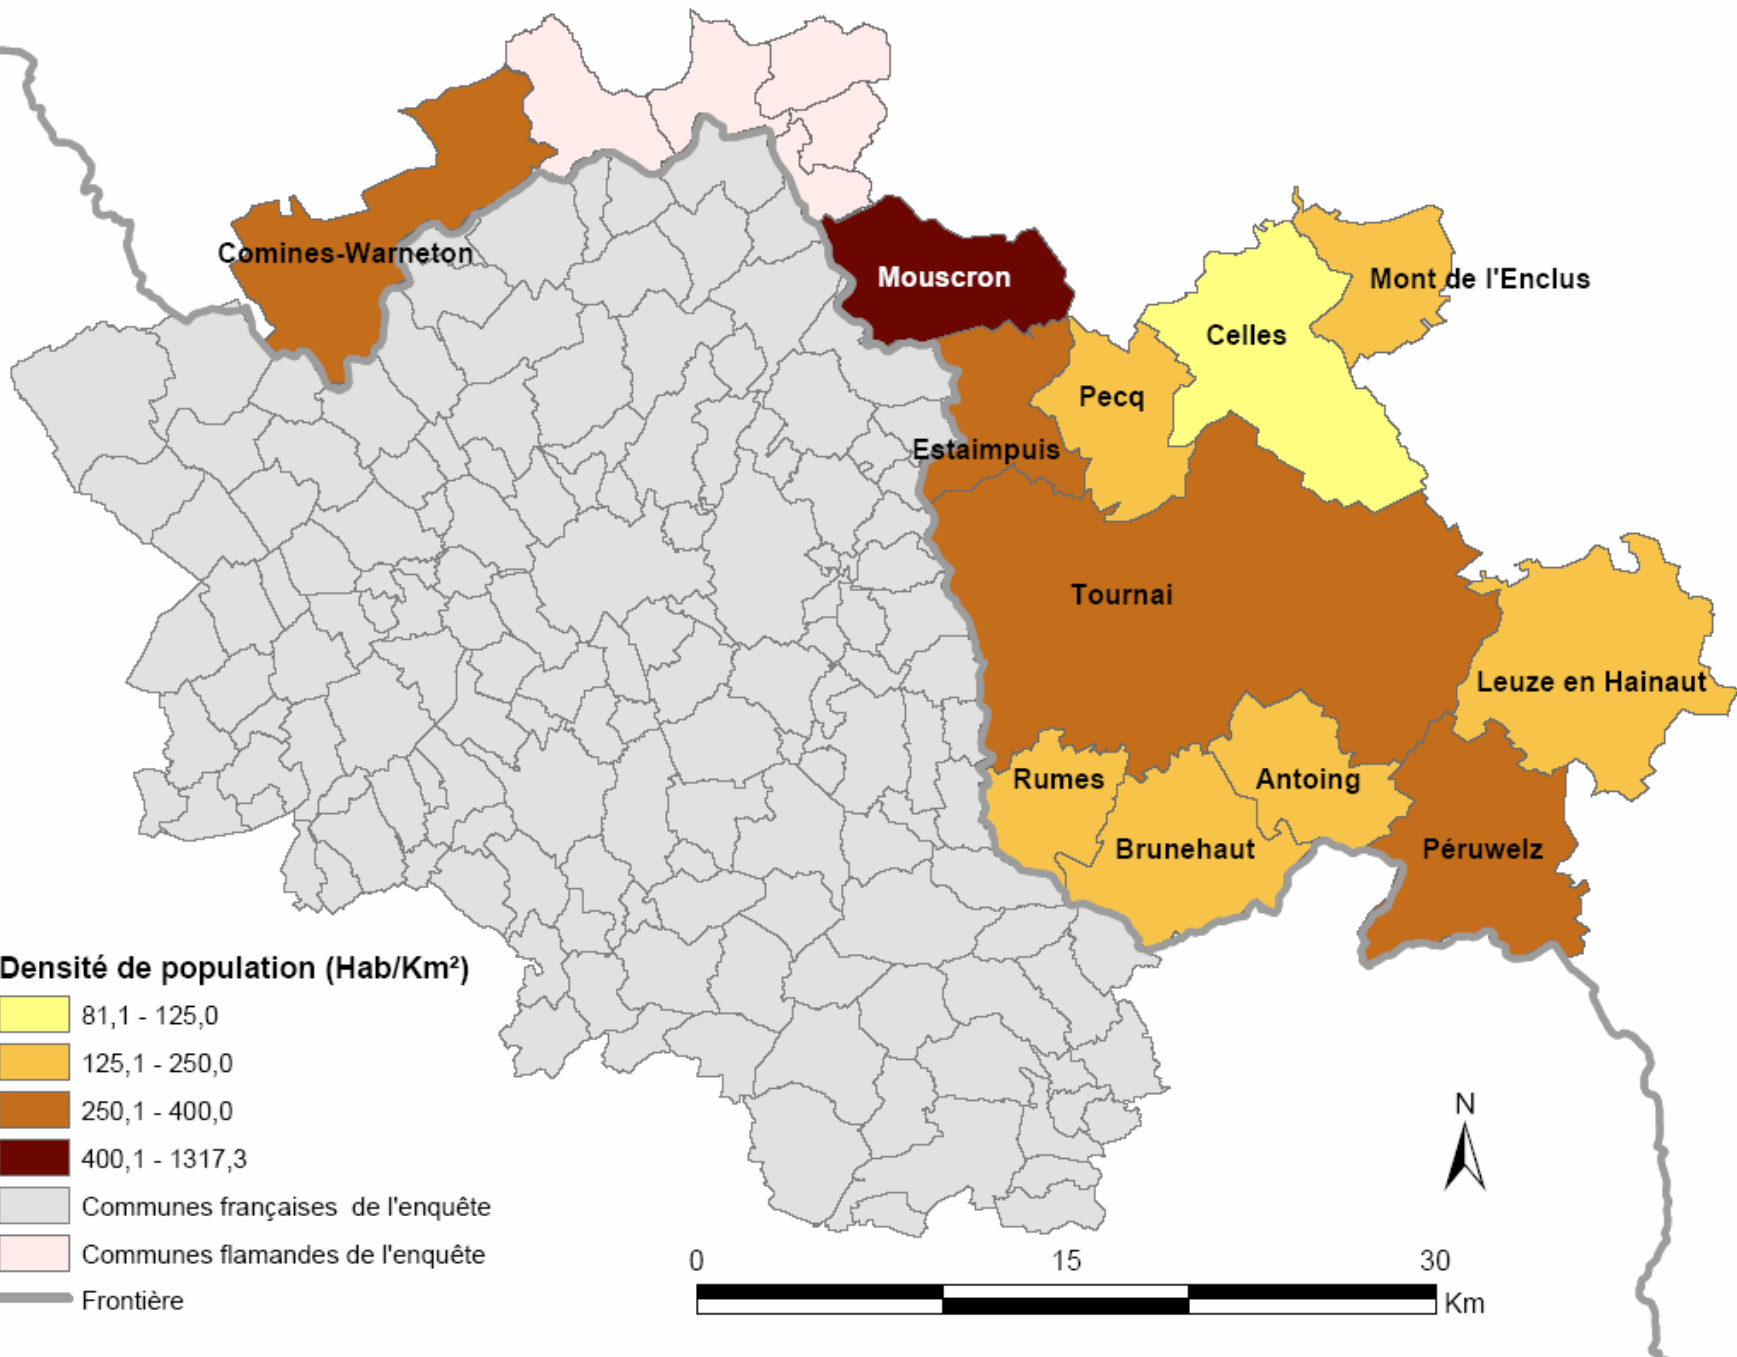 Comines-Warneton
Mouscron
Mont de l'Enclus
Celles
Pecq
Estaimpuis
Tournai
Leuze en Hainaut
Rumes
Antoing
Brunehaut
Péruwelz
Densité de population (Hab/Km²)
81,1 - 125,0
125,1 - 250,0
250,1 - 400,0
400,1 - 1317,3
Communes françaises de l'enquête
Communes flamandes de l'enquête
Frontière
N
0 15 30
Km